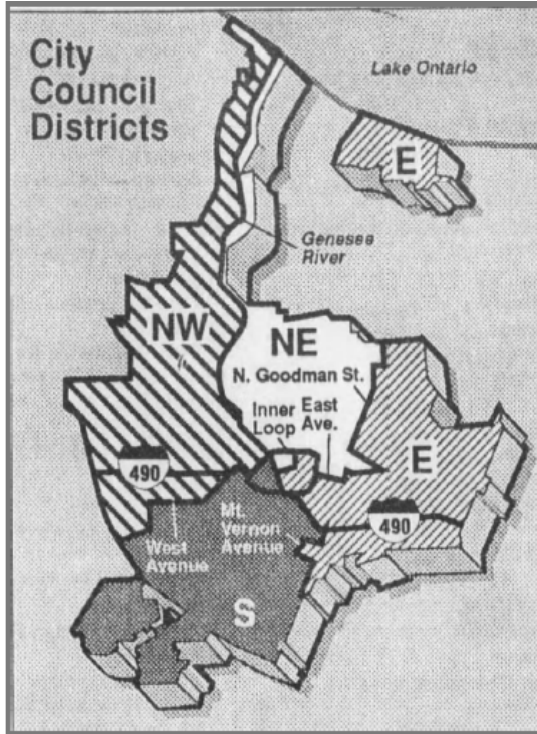 City
Council
Districts
Lake Ontario
E
Genesee
River
NW
NE
N. Goodman St.
Inner
Loop
East
Ave.
490
E
490
Mt.
Vernon
Avenue
West
Avenue
S